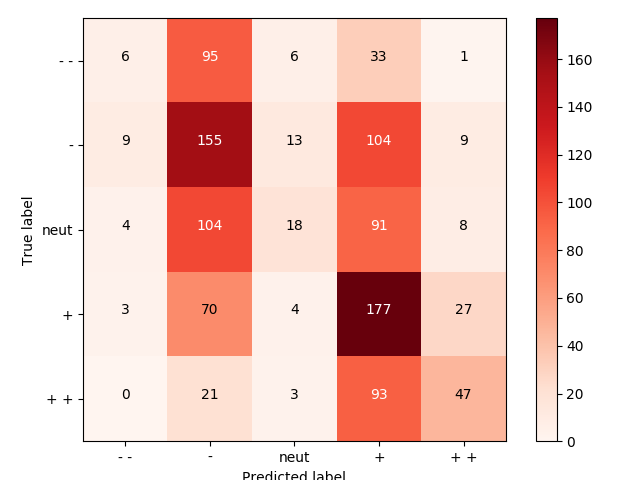 - - 6 95 6 33 1
- 9 155 13 104 9
neut 4 104 18 91 8
+ 3 70 4 177 27
+ + 0 21 3 93 47
- - - neut + + +
Predicted label
True label
160
140
120
100
80
60
40
20
0